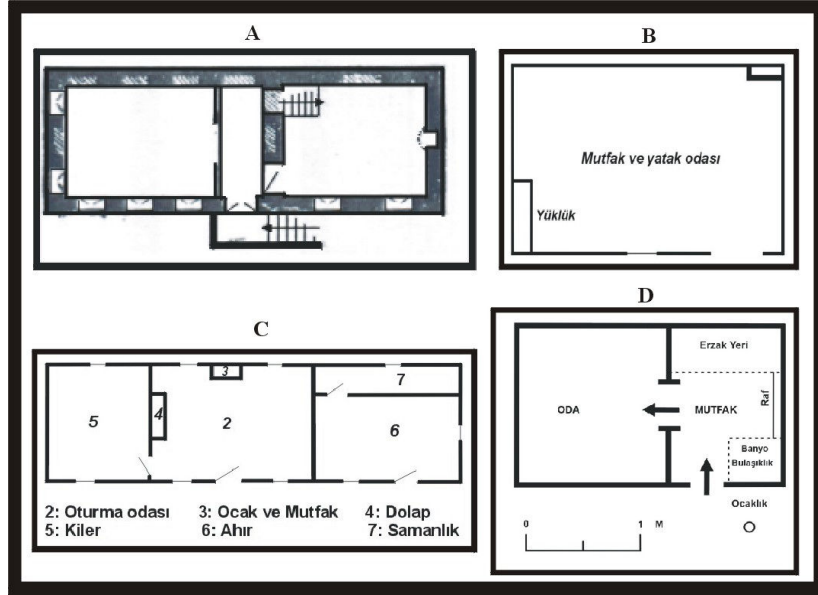 A
B
Mutfak ve yatak odası
Yüklük
C
3
7
5
4
2
6
2: Oturma odası 3: Ocak ve Mutfak 4: Dolap
5: Kiler 6: Ahır 7: Samanlık
D
Erzak Yeri
ODA
MUTFAK
Raf
Banyo
Bulaşıklık
Ocaklık
0 1 M